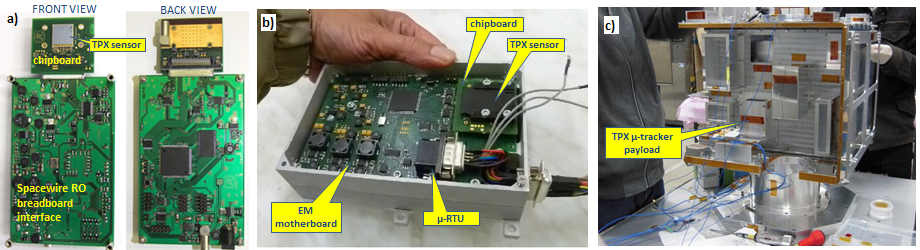 a)
FRONT VIEW
BACK VIEW
TPX sensor
chipboard
Spacewire RO
breadboard
interface
b)
chipboard
TPX sensor
EM
motherboard
μ-RTU
c)
TPX μ-tracker
payload